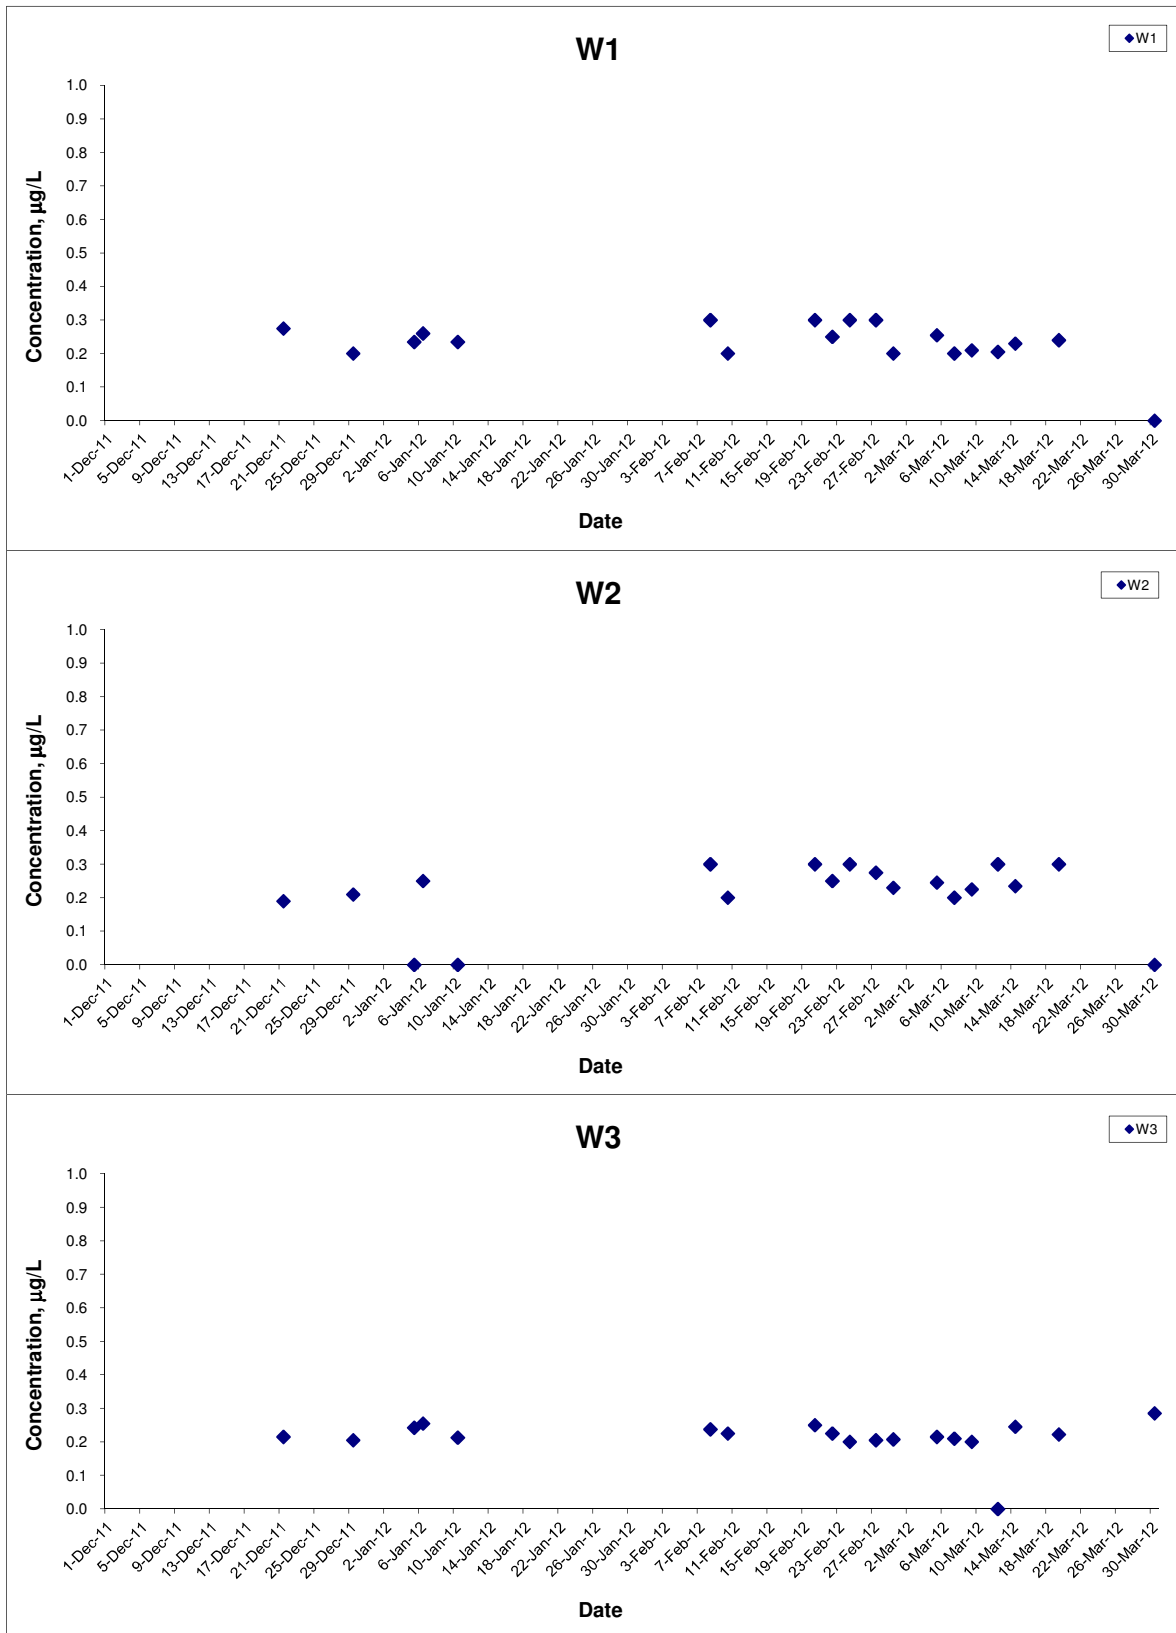 W1
W1
1.0
0.9
0.8
0.7
0.6
0.5
0.4
0.3
0.2
0.1
0.0
Concentration, µg/L
1-Dec-11
5-Dec-11
9-Dec-11
13-Dec-11
17-Dec-11
21-Dec-11
25-Dec-11
29-Dec-11
2-Jan-12
6-Jan-12
10-Jan-12
14-Jan-12
18-Jan-12
22-Jan-12
26-Jan-12
30-Jan-12
3-Feb-12
7-Feb-12
11-Feb-12
15-Feb-12
19-Feb-12
23-Feb-12
27-Feb-12
2-Mar-12
6-Mar-12
10-Mar-12
14-Mar-12
18-Mar-12
22-Mar-12
26-Mar-12
30-Mar-12
Date
W2
W2
1.0
0.9
0.8
0.7
0.6
0.5
0.4
0.3
0.2
0.1
0.0
Concentration, µg/L
1-Dec-11
5-Dec-11
9-Dec-11
13-Dec-11
17-Dec-11
21-Dec-11
25-Dec-11
29-Dec-11
2-Jan-12
6-Jan-12
10-Jan-12
14-Jan-12
18-Jan-12
22-Jan-12
26-Jan-12
30-Jan-12
3-Feb-12
7-Feb-12
11-Feb-12
15-Feb-12
19-Feb-12
23-Feb-12
27-Feb-12
2-Mar-12
6-Mar-12
10-Mar-12
14-Mar-12
18-Mar-12
22-Mar-12
26-Mar-12
30-Mar-12
Date
W3
W3
1.0
0.9
0.8
0.7
0.6
0.5
0.4
0.3
0.2
0.1
0.0
Concentration, µg/L
1-Dec-11
5-Dec-11
9-Dec-11
13-Dec-11
17-Dec-11
21-Dec-11
25-Dec-11
29-Dec-11
2-Jan-12
6-Jan-12
10-Jan-12
14-Jan-12
18-Jan-12
22-Jan-12
26-Jan-12
30-Jan-12
3-Feb-12
7-Feb-12
11-Feb-12
15-Feb-12
19-Feb-12
23-Feb-12
27-Feb-12
2-Mar-12
6-Mar-12
10-Mar-12
14-Mar-12
18-Mar-12
22-Mar-12
26-Mar-12
30-Mar-12
Date